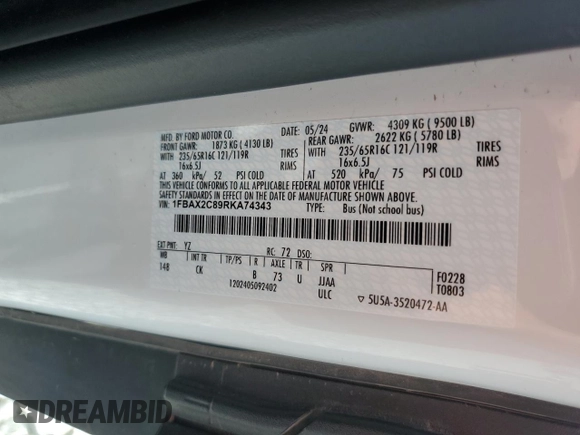 MFD. BY FORD MOTOR CO.
05/24 GVWR: 4309 KG ( 9500 LB)
FRONT GAWR: 1873 KG ( 4130 LB)
REAR GAWR: 2622 KG ( 5780 LB)
WITH 235/65R16C 121/119R TIRES
WITH 235/65R16C 121/119R TIRES
16x6.5J RIMS
16x6.5J RIMS
AT 360 kPa/ 52 PSI COLD
AT 520 kPa/ 75 PSI COLD
THIS VEHICLE CONFORMS TO ALL APPLICABLE FEDERAL MOTOR VEHICLE
SAFETY STANDARDS IN EFFECT ON THE DATE OF MANUFACTURE SHOWN ABOVE.
VIN: 1FBAX2C89RKA74343 TYPE: Bus (Not school bus)
EXT PNT: YZ RC: 72 DSO:
WB INT TR TP/PS R AXLE TR SPR
148 CK B 73 U JJAA
1202405092402 ULC
F0228
T0803
▽ 5U5A-3520472-AA
DREAMBID